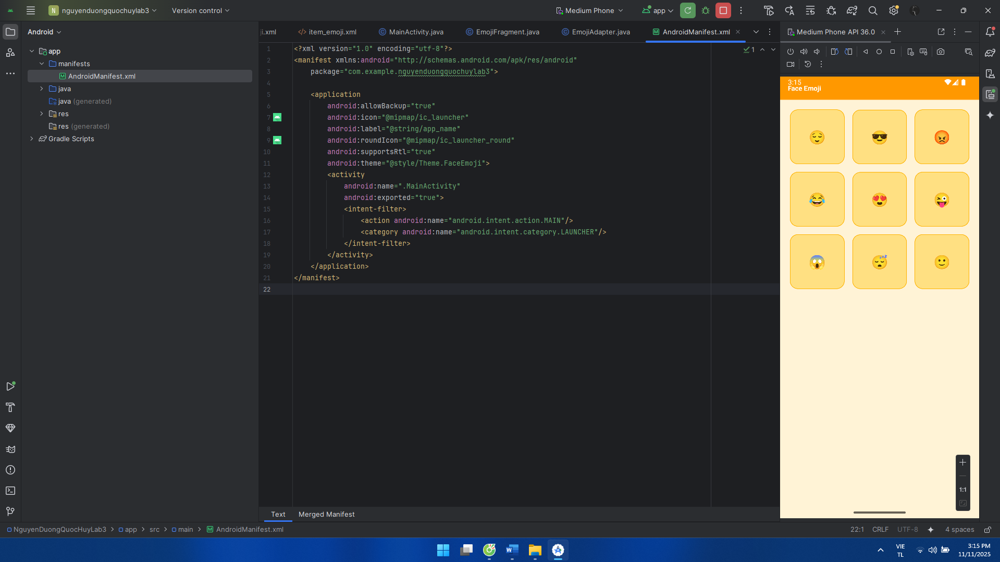 N nguyenduongquochuylab3
Version control
Medium Phone
app
Android
app
manifests
AndroidManifest.xml
java
java (generated)
res
res (generated)
Gradle Scripts
item_emoji.xml
MainActivity.java
EmojiFragment.java
EmojiAdapter.java
AndroidManifest.xml
1
1 <?xml version="1.0" encoding="utf-8"?>
2 <manifest xmlns:android="http://schemas.android.com/apk/res/android"
3 package="com.example.nguyenduongquochuylab3">
4
5 <application
6 android:allowBackup="true"
7 android:icon="@mipmap/ic_launcher"
8 android:label="@string/app_name"
9 android:roundIcon="@mipmap/ic_launcher_round"
10 android:supportsRtl="true"
11 android:theme="@style/Theme.FaceEmoji">
12 <activity
13 android:name=".MainActivity"
14 android:exported="true">
15 <intent-filter>
16 <action android:name="android.intent.action.MAIN"/>
17 <category android:name="android.intent.category.LAUNCHER"/>
18 </intent-filter>
19 </activity>
20 </application>
21 </manifest>
22
Text
Merged Manifest
Medium Phone API 36.0
3:15
Face Emoji
1:1
NguyenDuongQuocHuyLab3 > app > src > main > AndroidManifest.xml
22:1 CRLF UTF-8 4 spaces
VIE
TL
3:15 PM
11/11/2025